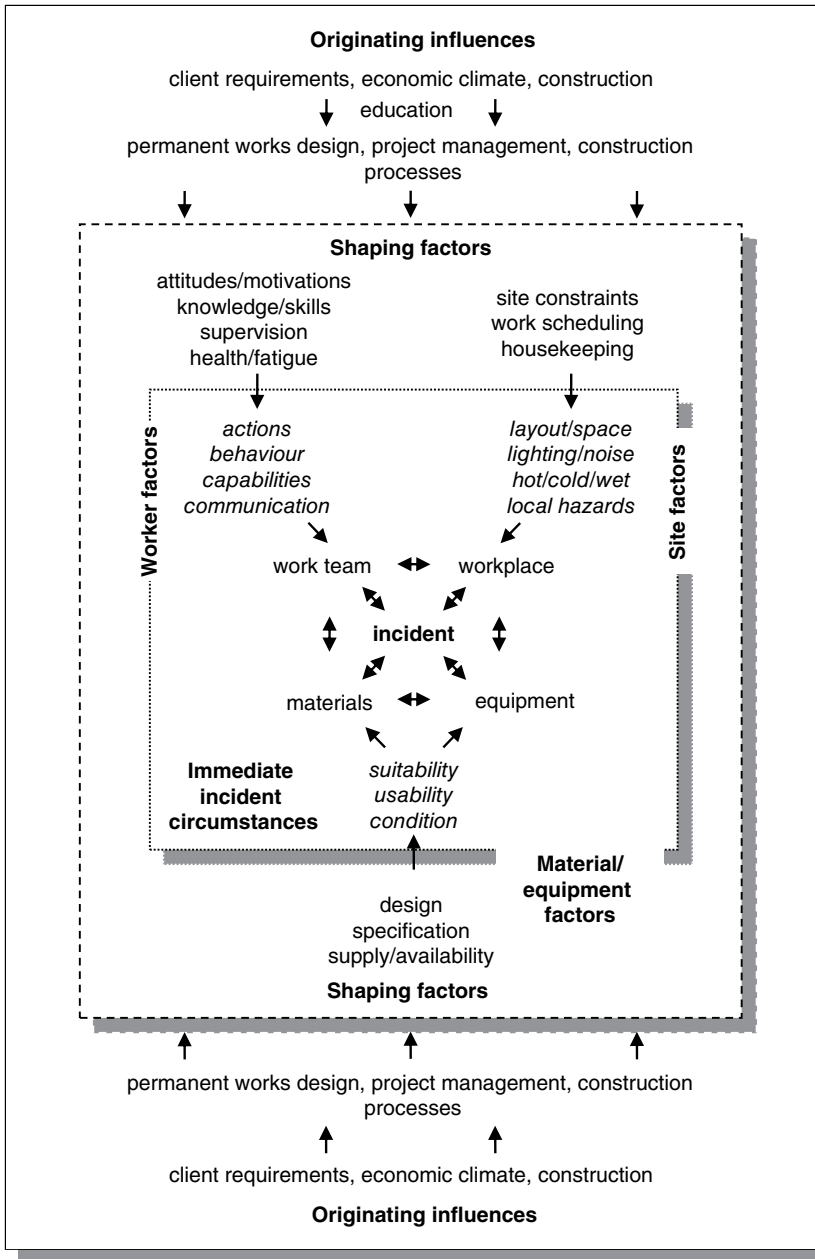 Originating influences
client requirements, economic climate, construction
education
permanent works design, project management, construction
processes
Shaping factors
attitudes/motivations
knowledge/skills
supervision
health/fatigue
site constraints
work scheduling
housekeeping
Worker factors
actions
behaviour
capabilities
communication
layout/space
lighting/noise
hot/cold/wet
local hazards
Site factors
work team
workplace
incident
materials
equipment
Immediate
incident
circumstances
suitability
usability
condition
Material/
equipment
factors
design
specification
supply/availability
Shaping factors
permanent works design, project management, construction
processes
client requirements, economic climate, construction
Originating influences